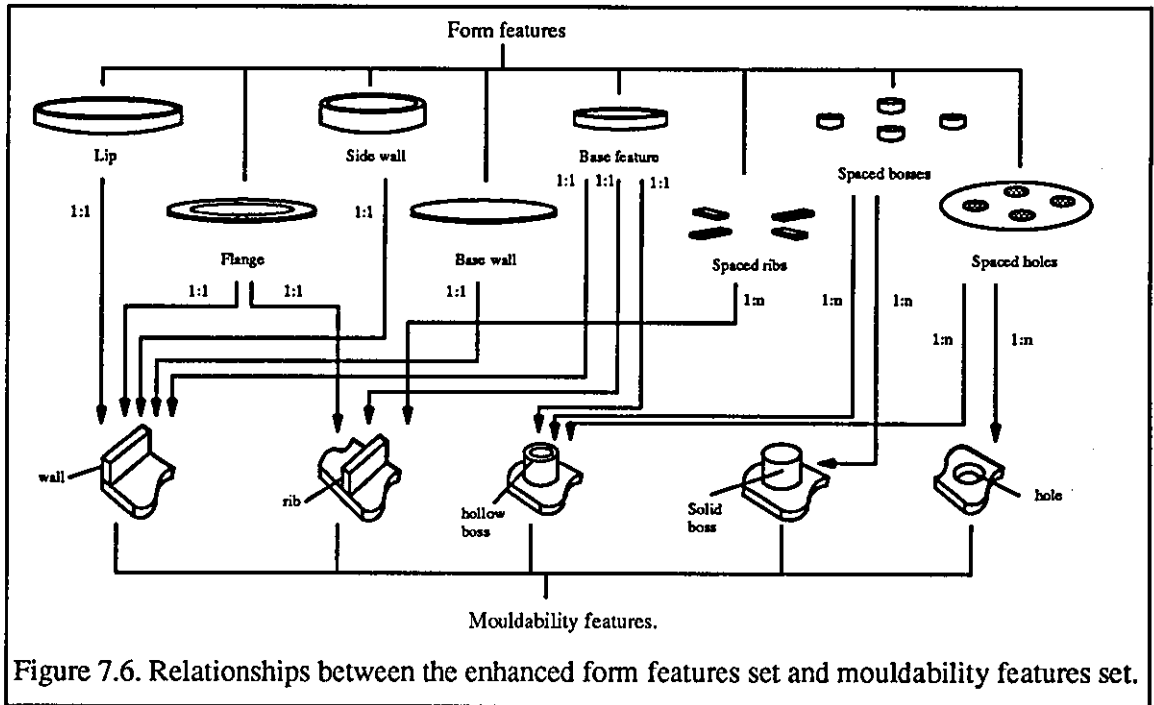 Form features
Lip
Side wall
Base feature
Spaced bosses
1:1
1:1
1:1
1:1
1:1
Flange
Base wall
Spaced ribs
Spaced holes
1:1
1:1
1:1
1:n
1:n
1:n
1:n
1:n
wall
rib
hollow
boss
Solid
boss
hole
Mouldability features.
Figure 7.6. Relationships between the enhanced form features set and mouldability features set.